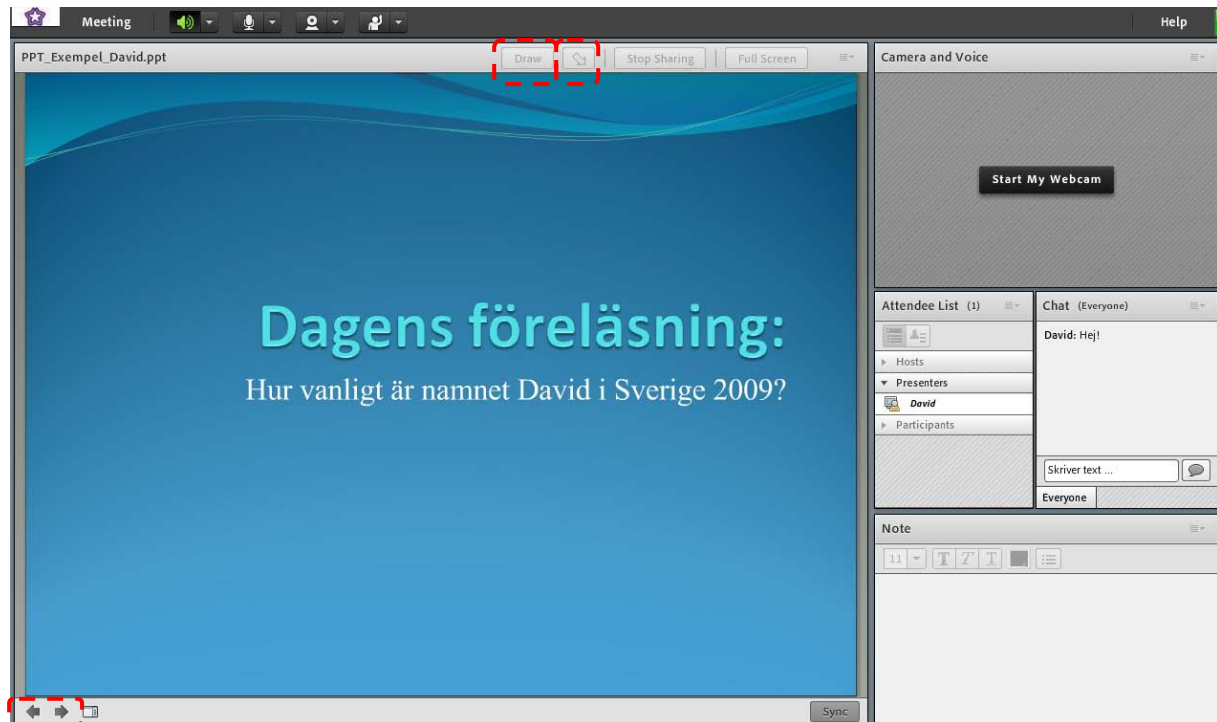 Meeting
Help
PPT_Exempel_David.ppt
Draw
Stop Sharing
Full Screen
Dagens föreläsning:
Hur vanligt är namnet David i Sverige 2009?
Sync
Camera and Voice
Start My Webcam
Attendee List (1)
Hosts
Presenters
David
Participants
Chat (Everyone)
David: Hej!
Skriver text ...
Everyone
Note
11
T T T